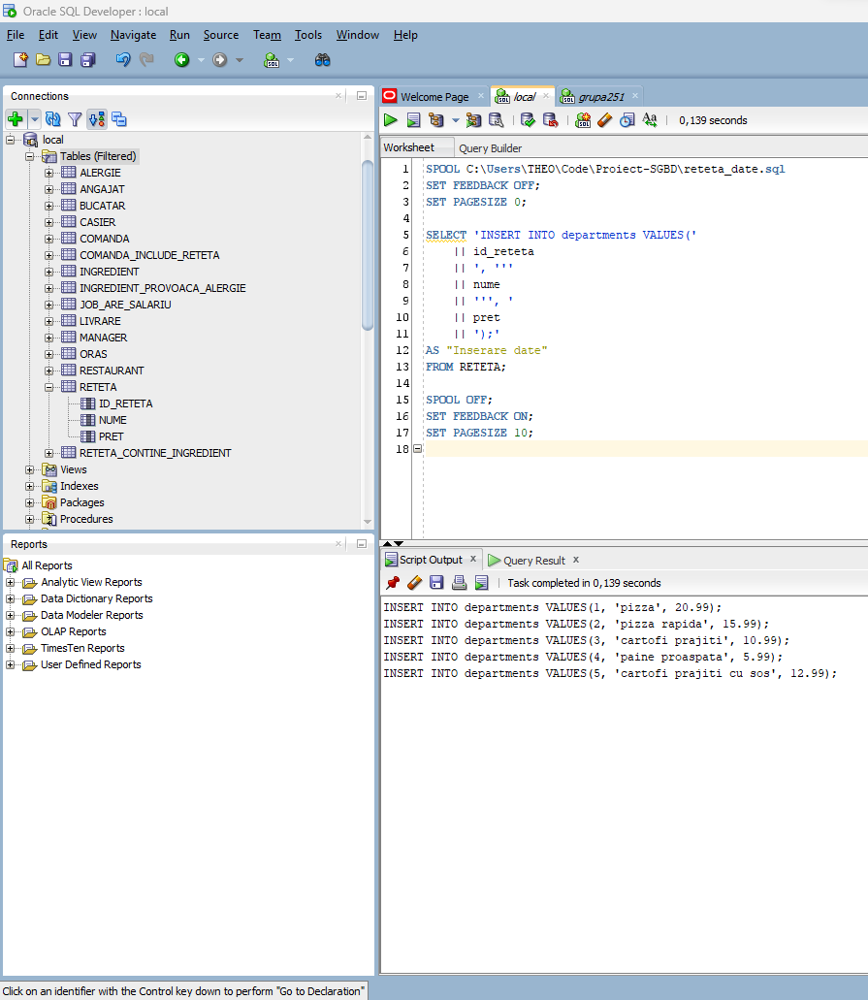 Oracle SQL Developer : local
File Edit View Navigate Run Source Team Tools Window Help
Connections
local
Tables (Filtered)
ALERGIE
ANGAJAT
BUCATAR
CASIER
COMANDA
COMANDA_INCLUDE_RETETA
INGREDIENT
INGREDIENT_PROVOACA_ALERGIE
JOB_ARE_SALARIU
LIVRARE
MANAGER
ORAS
RESTAURANT
RETETA
ID_RETETA
NUME
PRET
RETETA_CONTINE_INGREDIENT
Views
Indexes
Packages
Procedures
Reports
All Reports
Analytic View Reports
Data Dictionary Reports
Data Modeler Reports
OLAP Reports
TimesTen Reports
User Defined Reports
Welcome Page local grupa251
0,139 seconds
Worksheet Query Builder
1 SPOOL C:\Users\THEO\Code\Proiect-SGBD\reteta_date.sql
2 SET FEEDBACK OFF;
3 SET PAGESIZE 0;
4
5 SELECT 'INSERT INTO departments VALUES('
6 || id_reteta
7 || ', '''
8 || nume
9 || ''', '
10 || pret
11 || ');'
12 AS "Inserare date"
13 FROM RETETA;
14
15 SPOOL OFF;
16 SET FEEDBACK ON;
17 SET PAGESIZE 10;
18
Script Output x Query Result x
Task completed in 0,139 seconds
INSERT INTO departments VALUES(1, 'pizza', 20.99);
INSERT INTO departments VALUES(2, 'pizza rapida', 15.99);
INSERT INTO departments VALUES(3, 'cartofi prajiti', 10.99);
INSERT INTO departments VALUES(4, 'paine proaspata', 5.99);
INSERT INTO departments VALUES(5, 'cartofi prajiti cu sos', 12.99);
Click on an identifier with the Control key down to perform "Go to Declaration"